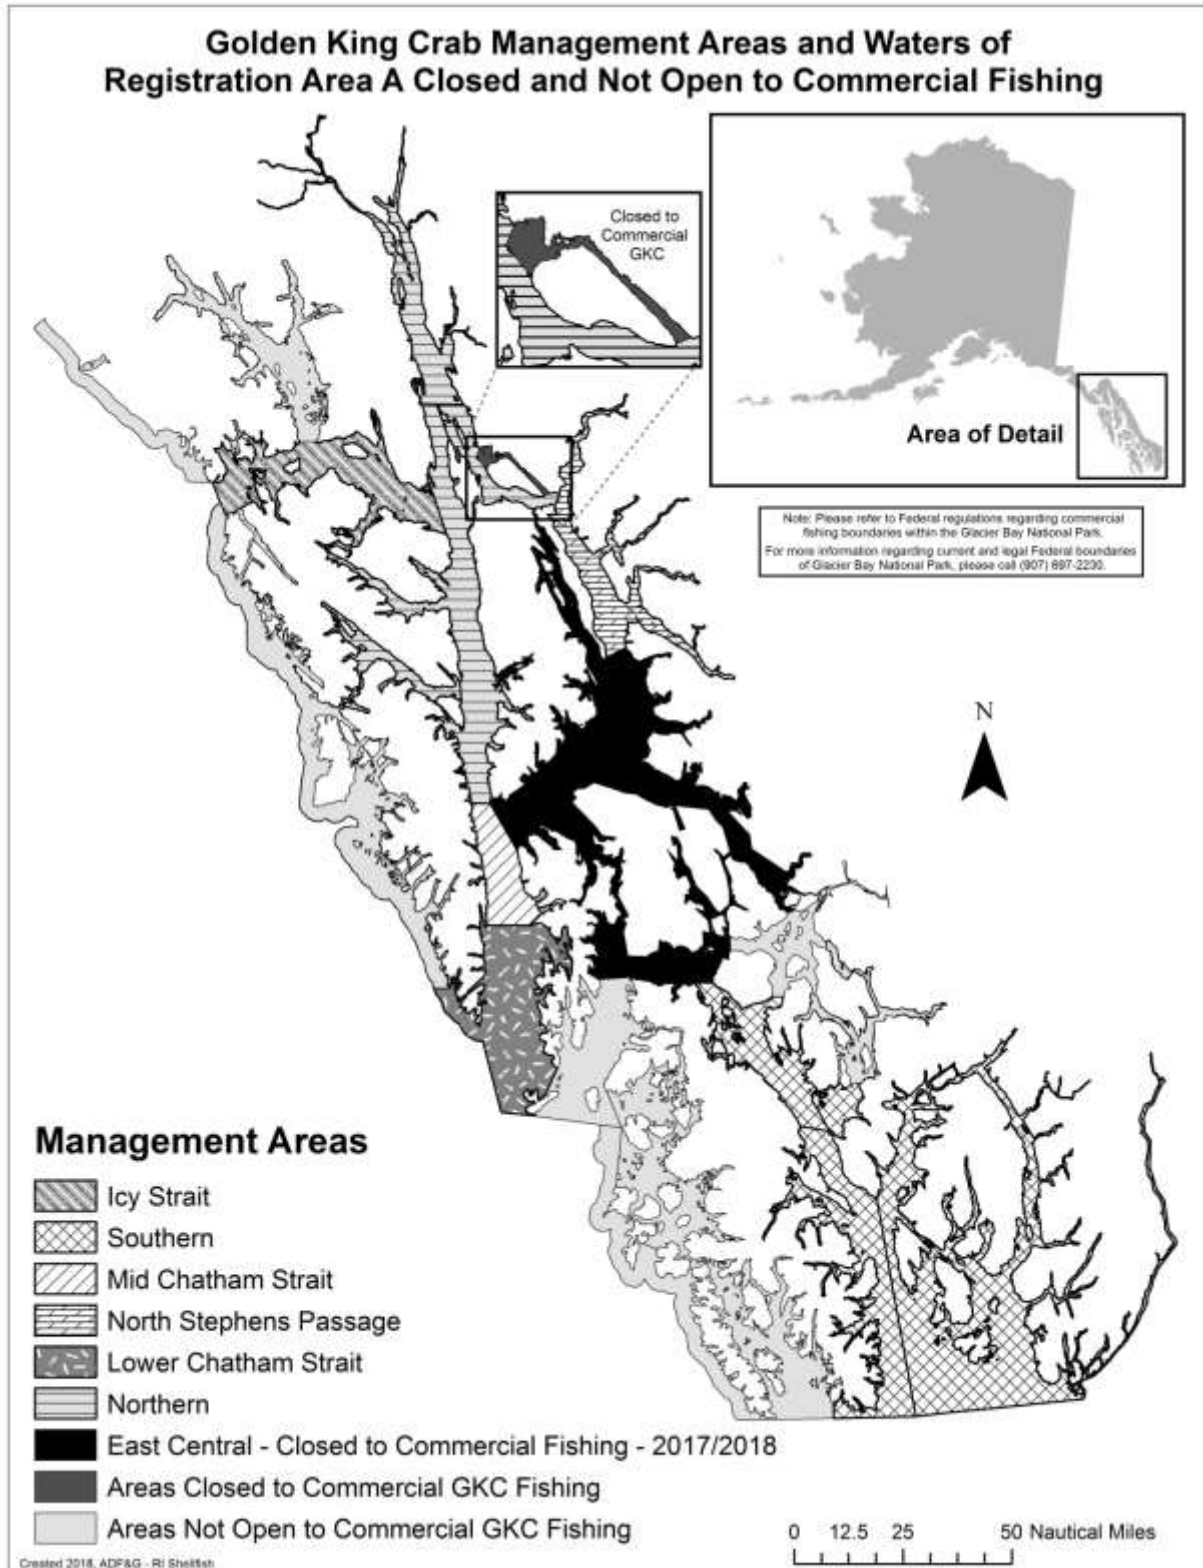 Golden King Crab Management Areas and Waters of
Registration Area A Closed and Not Open to Commercial Fishing
Closed to
Commercial
GKC
Area of Detail
Note: Please refer to Federal regulations regarding commercial
fishing boundaries within the Glacier Bay National Park.
For more information regarding current and legal Federal boundaries
of Glacier Bay National Park, please call (907) 697-2230.
N
Management Areas
Icy Strait
Southern
Mid Chatham Strait
North Stephens Passage
Lower Chatham Strait
Northern
East Central - Closed to Commercial Fishing - 2017/2018
Areas Closed to Commercial GKC Fishing
Areas Not Open to Commercial GKC Fishing
0 12.5 25 50 Nautical Miles
Created 2018, ADF&G - RI Shellfish